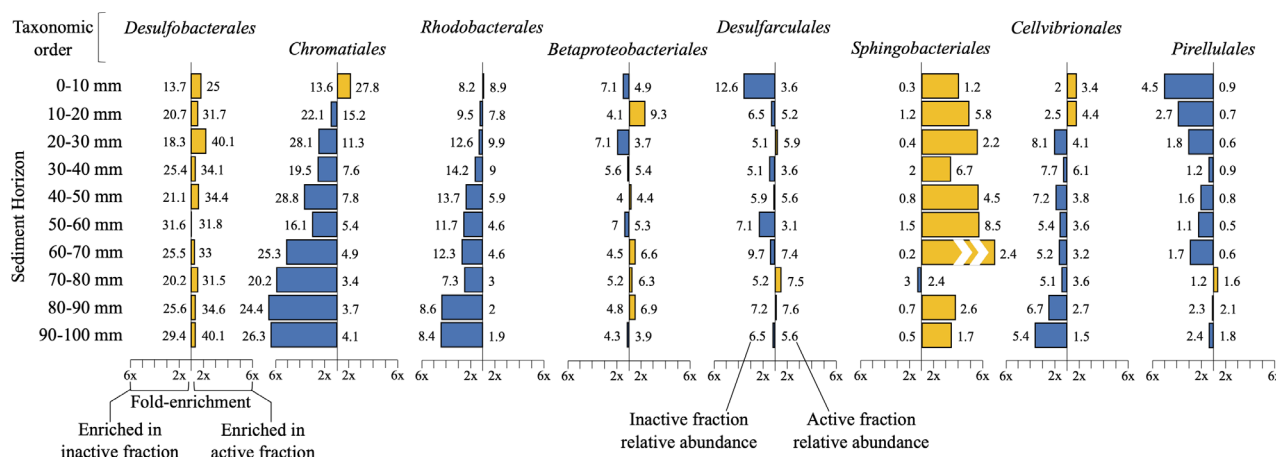 Taxonomic order
Desulfobacterales
Chromatiales
Rhodobacterales
Betaproteobacteriales
Desulfarculales
Sphingobacteriales
Cellvibrionales
Pirellulales
Sediment Horizon
0-10 mm 13.7 25 13.6 27.8 8.2 8.9 7.1 4.9 12.6 3.6 0.3 1.2 2 3.4 4.5 0.9
10-20 mm 20.7 31.7 22.1 15.2 9.5 7.8 4.1 9.3 6.5 5.2 1.2 5.8 2.5 4.4 2.7 0.7
20-30 mm 18.3 40.1 28.1 11.3 12.6 9.9 7.1 3.7 5.1 5.9 0.4 2.2 8.1 4.1 1.8 0.6
30-40 mm 25.4 34.1 19.5 7.6 14.2 9 5.6 5.4 5.1 3.6 2 6.7 7.7 6.1 1.2 0.9
40-50 mm 21.1 34.4 28.8 7.8 13.7 5.9 4 4.4 5.9 5.6 0.8 4.5 7.2 3.8 1.6 0.8
50-60 mm 31.6 31.8 16.1 5.4 11.7 4.6 7 5.3 7.1 3.1 1.5 8.5 5.4 3.6 1.1 0.5
60-70 mm 25.5 33 25.3 4.9 12.3 4.6 4.5 6.6 9.7 7.4 0.2 2.4 5.2 3.2 1.7 0.6
70-80 mm 20.2 31.5 20.2 3.4 7.3 3 5.2 6.3 5.2 7.5 3 2.4 5.1 3.6 1.2 1.6
80-90 mm 25.6 34.6 24.4 3.7 8.6 2 4.8 6.9 7.2 7.6 0.7 2.6 6.7 2.7 2.3 2.1
90-100 mm 29.4 40.1 26.3 4.1 8.4 1.9 4.3 3.9 6.5 5.6 0.5 1.7 5.4 1.5 2.4 1.8
6x 2x 2x 6x 6x 2x 2x 6x 6x 2x 2x 6x 6x 2x 2x 6x 6x 2x 2x 6x 6x 2x 2x 6x 6x 2x 2x 6x 6x 2x 2x 6x
Fold-enrichment
Enriched in
inactive fraction
Enriched in
active fraction
Inactive fraction
relative abundance
Active fraction
relative abundance